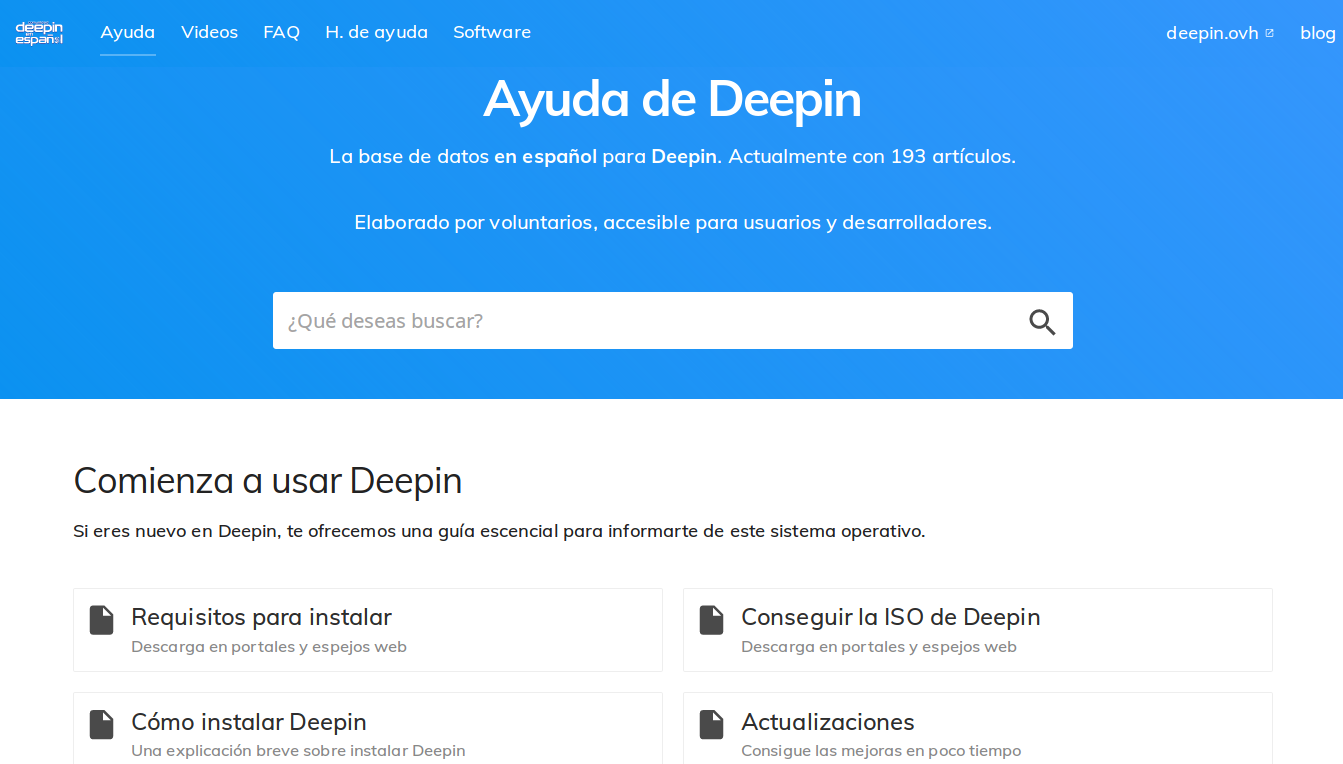 deepin
en
español
Ayuda
Videos
FAQ
H. de ayuda
Software
deepin.ovh
blog
Ayuda de Deepin
La base de datos en español para Deepin. Actualmente con 193 artículos.
Elaborado por voluntarios, accesible para usuarios y desarrolladores.
¿Qué deseas buscar?
Comienza a usar Deepin
Si eres nuevo en Deepin, te ofrecemos una guía escencial para informarte de este sistema operativo.
Requisitos para instalar
Descarga en portales y espejos web
Conseguir la ISO de Deepin
Descarga en portales y espejos web
Cómo instalar Deepin
Una explicación breve sobre instalar Deepin
Actualizaciones
Consigue las mejoras en poco tiempo